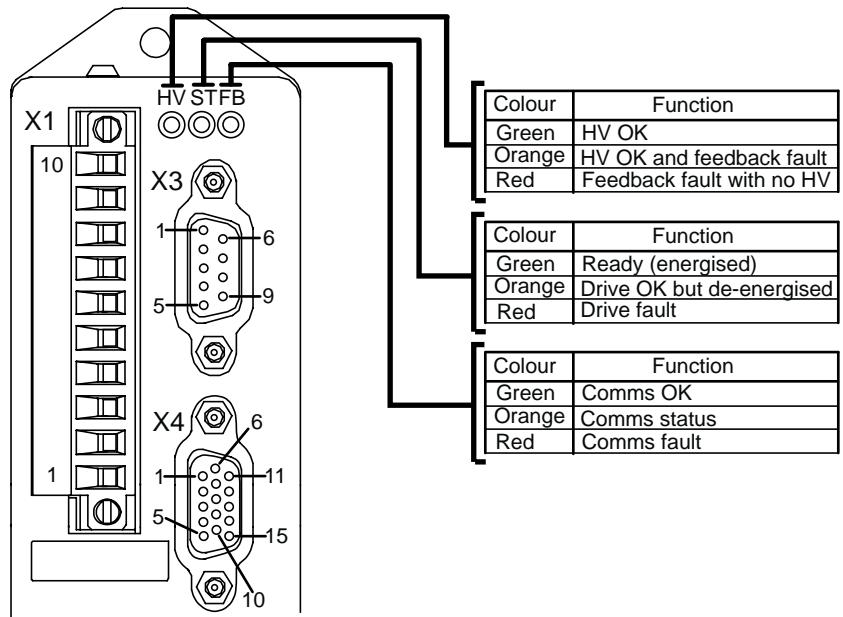 HV ST FB
X1
10
1
X3
1
6
5
9
X4
6
1
11
5
15
10
Colour Function
Green HV OK
Orange HV OK and feedback fault
Red Feedback fault with no HV
Colour Function
Green Ready (energised)
Orange Drive OK but de-energised
Red Drive fault
Colour Function
Green Comms OK
Orange Comms status
Red Comms fault